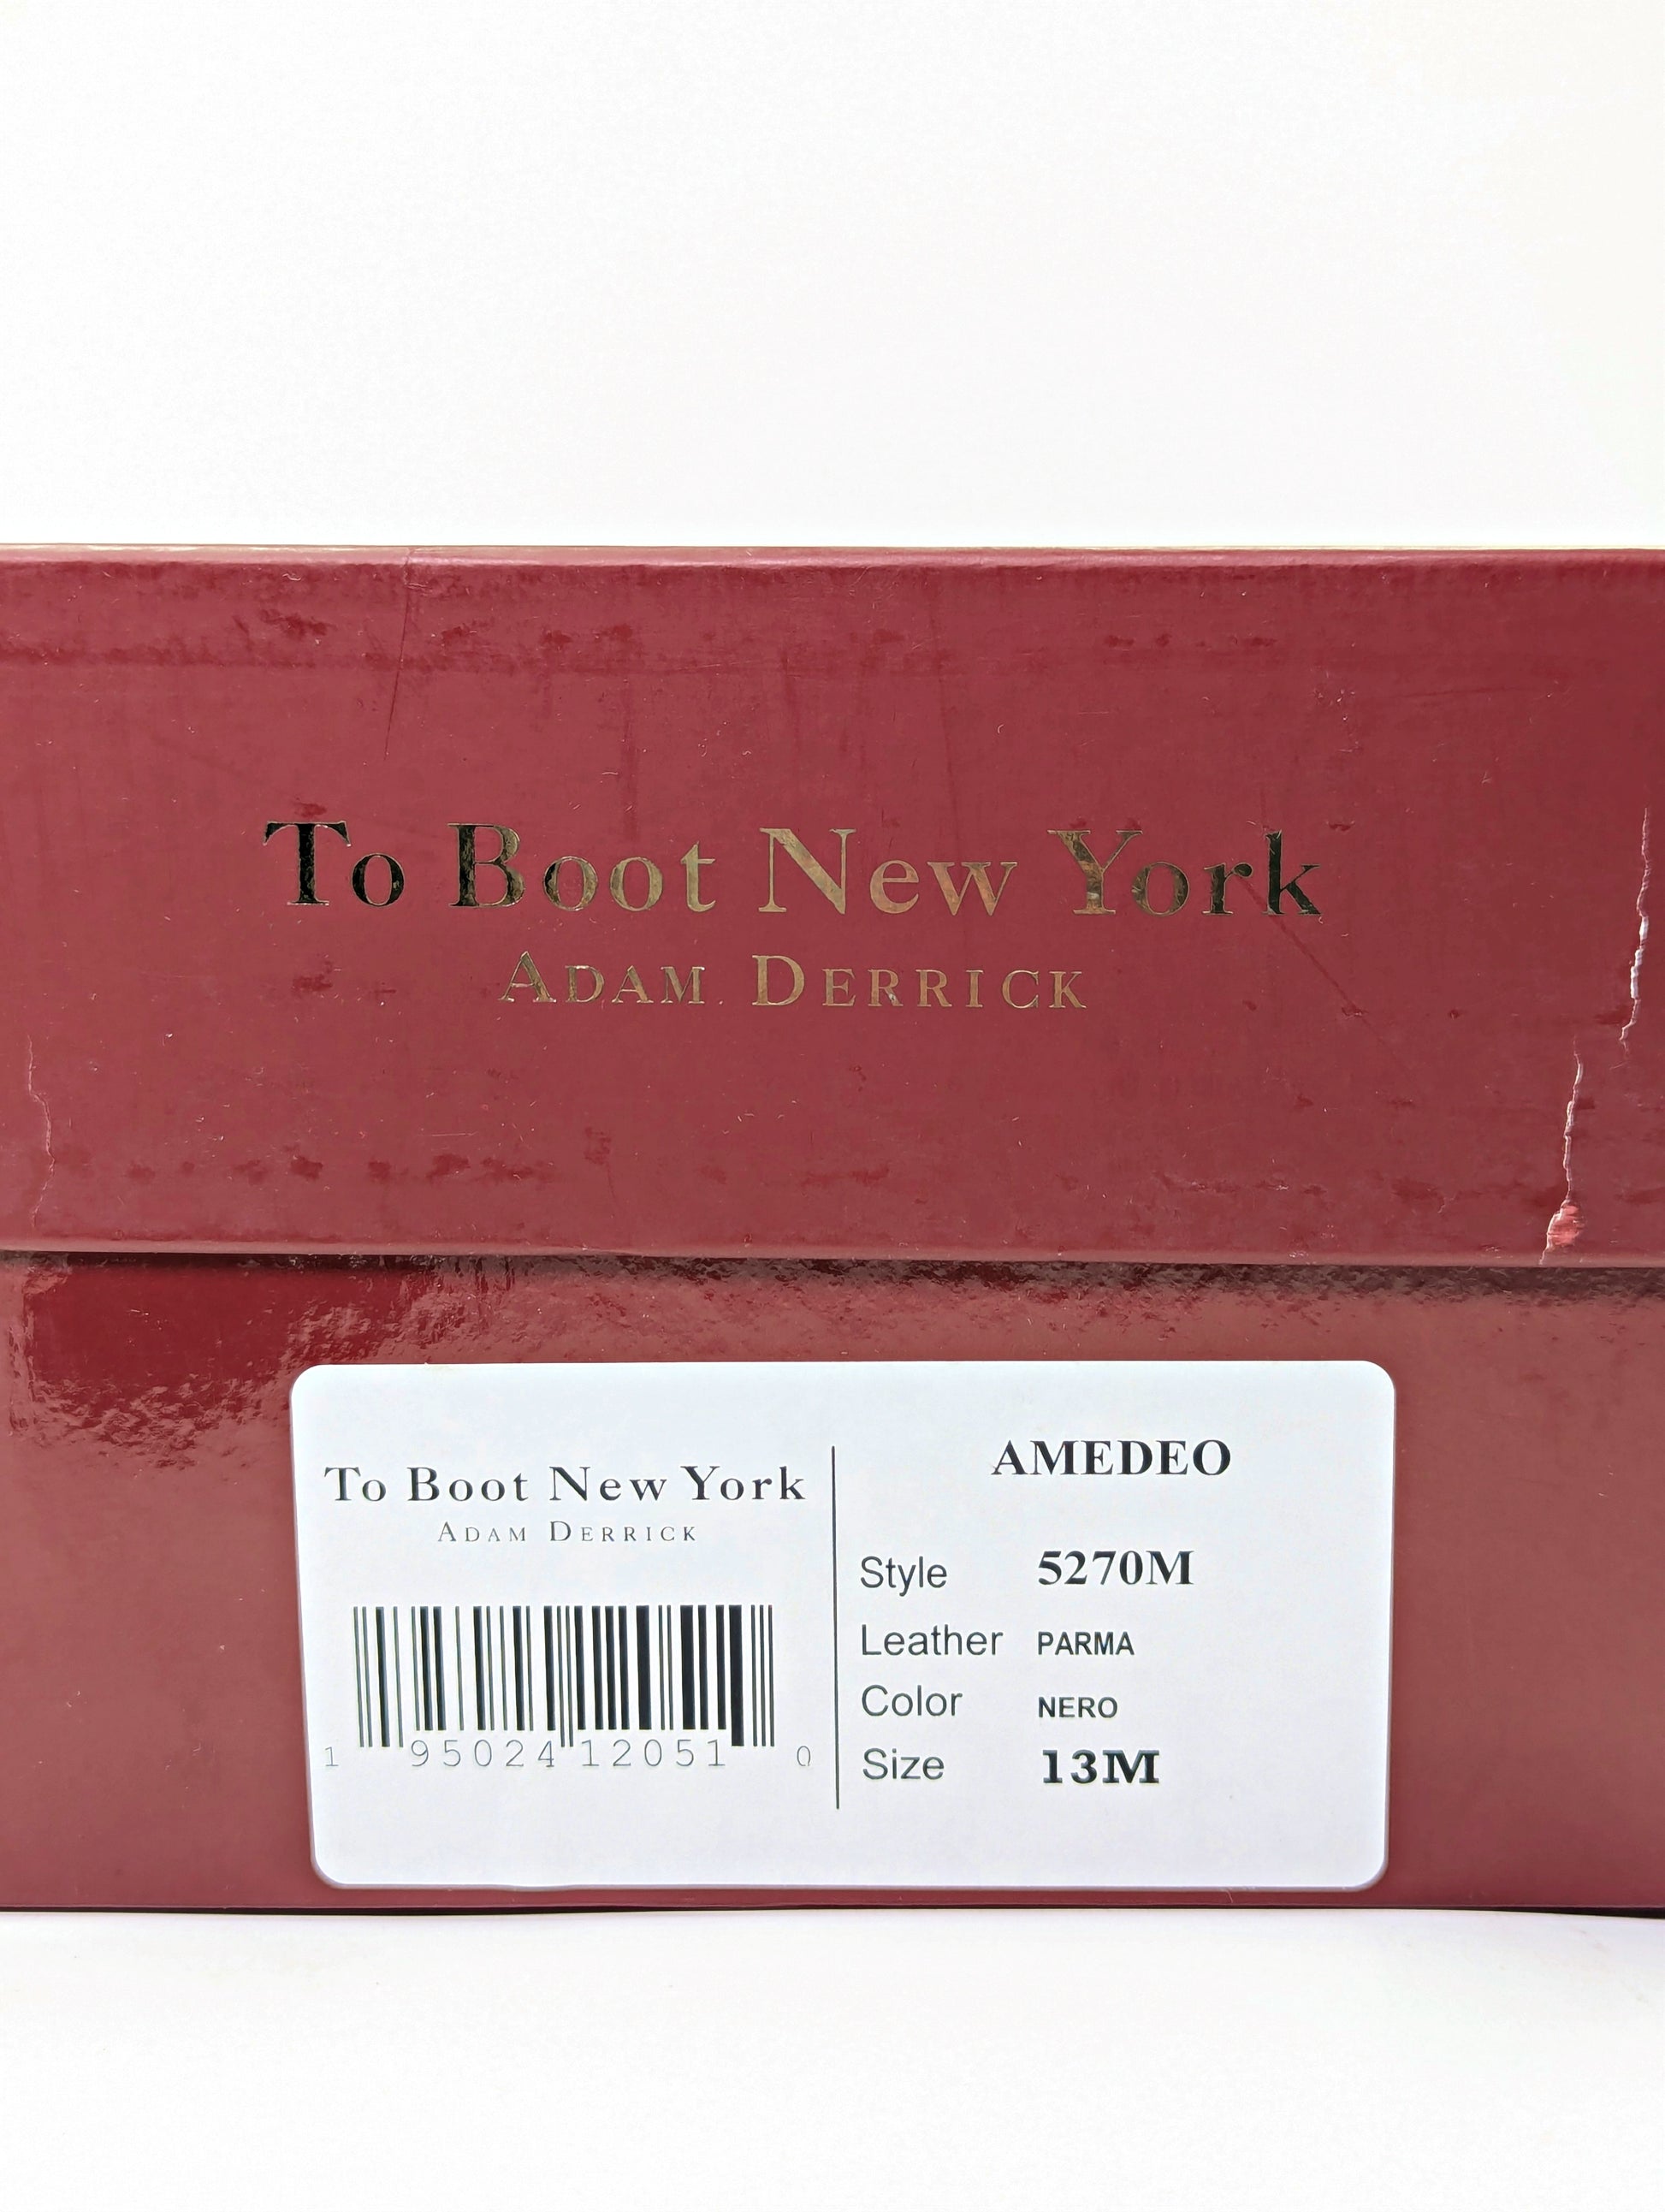 To Boot New York
ADAM DERRICK
To Boot New York
ADAM DERRICK
1 95024 12051 0
AMEDEO
Style 5270M
Leather PARMA
Color NERO
Size 13M